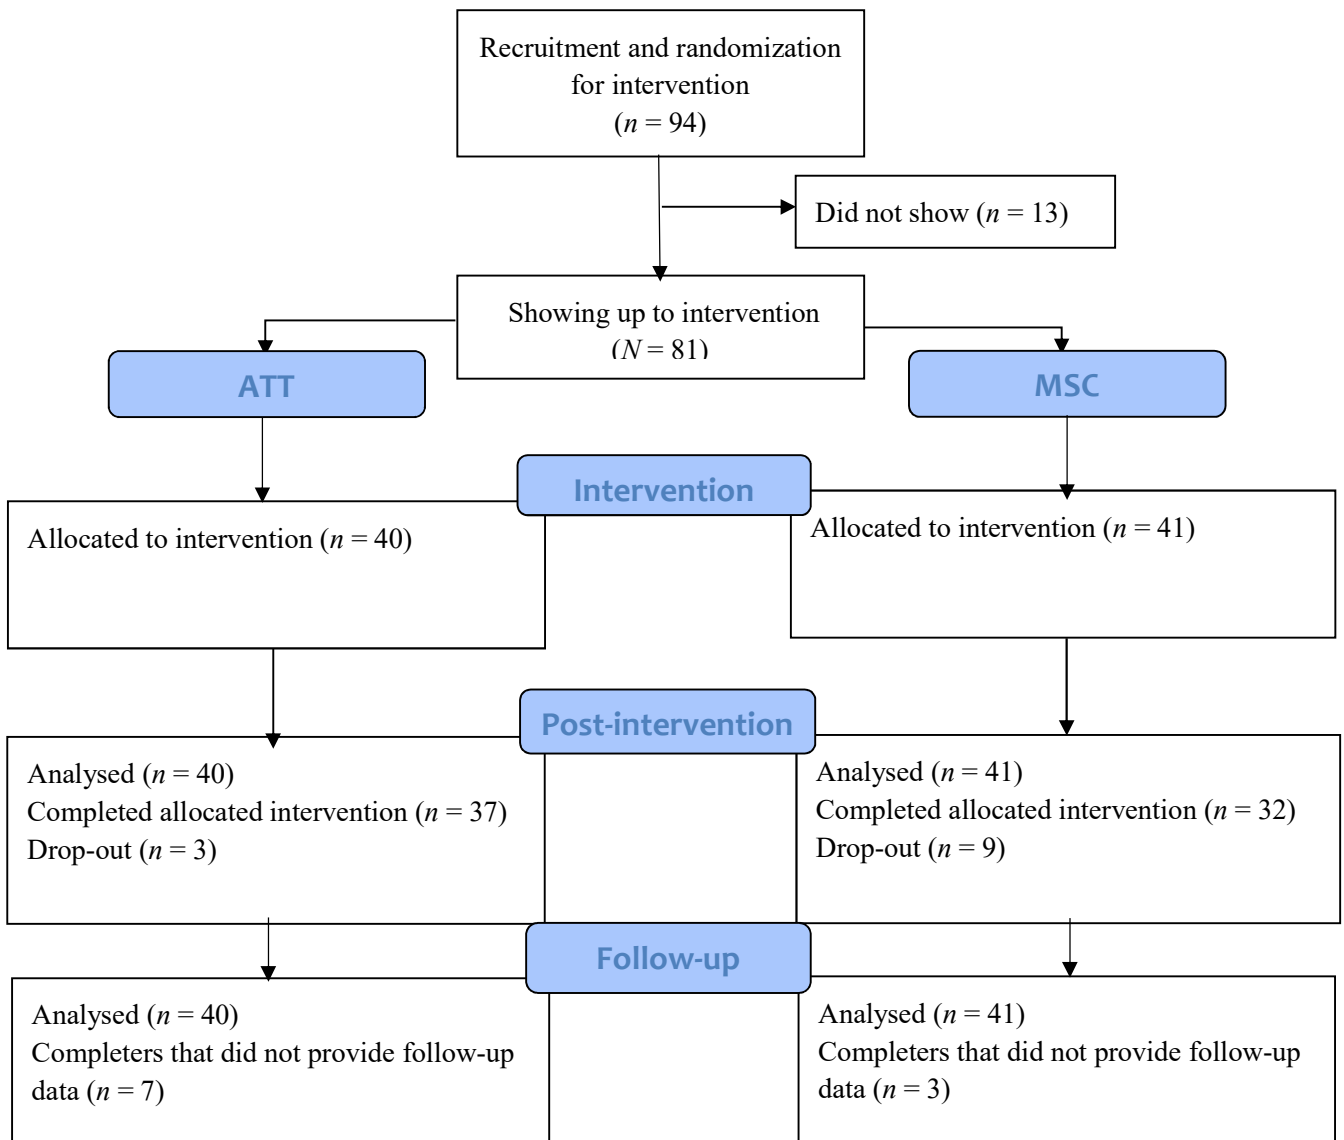 Recruitment and randomization
for intervention
(n = 94)
Did not show (n = 13)
Showing up to intervention
(N = 81)
ATT
MSC
Intervention
Allocated to intervention (n = 40)
Allocated to intervention (n = 41)
Post-intervention
Analysed (n = 40)
Completed allocated intervention (n = 37)
Drop-out (n = 3)
Analysed (n = 41)
Completed allocated intervention (n = 32)
Drop-out (n = 9)
Follow-up
Analysed (n = 40)
Completers that did not provide follow-up
data (n = 7)
Analysed (n = 41)
Completers that did not provide follow-up
data (n = 3)